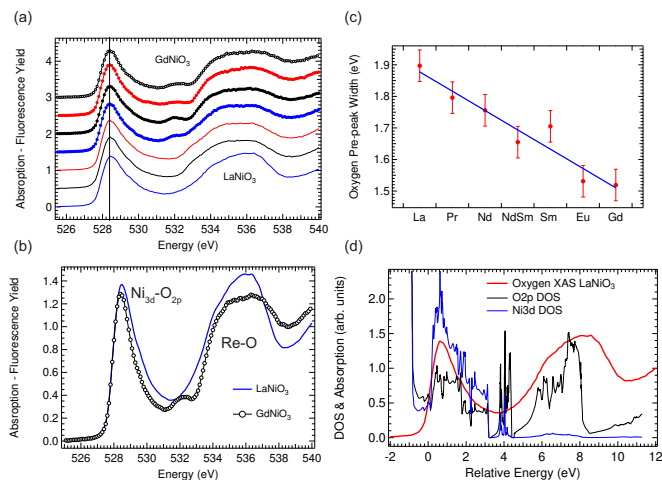 (a)
Absroption - Fluorescence Yield
4
3
2
1
0
GdNiO3
LaNiO3
526 528 530 532 534 536 538 540
Energy (eV)
(b)
Absroption - Fluorescence Yield
1.4
1.2
1.0
0.8
0.6
0.4
0.2
0.0
Ni3d-O2p
Re-O
LaNiO3
GdNiO3
526 528 530 532 534 536 538 540
Energy (eV)
(c)
Oxygen Pre-peak Width (eV)
1.9
1.8
1.7
1.6
1.5
La Pr Nd NdSm Sm Eu Gd
(d)
DOS & Absorption (arb. units)
2.0
1.5
1.0
0.5
0.0
Oxygen XAS LaNiO3
O2p DOS
Ni3d DOS
-2 0 2 4 6 8 10 12
Relative Energy (eV)